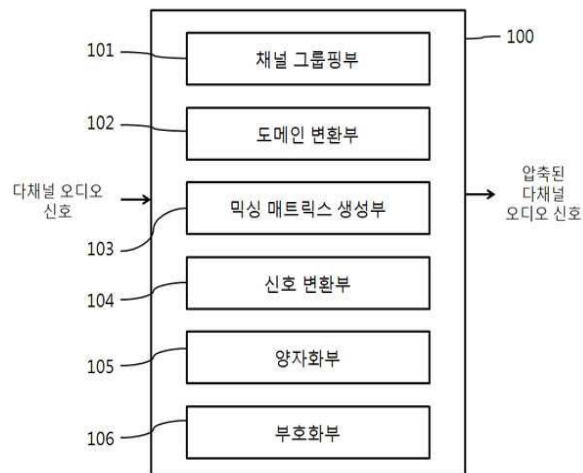 101
채널 그룹핑부
100
102
도메인 변환부
다채널 오디오
신호
믹싱 매트릭스 생성부
압축된
다채널
오디오 신호
103
신호 변환부
104
양자화부
105
부호화부
106